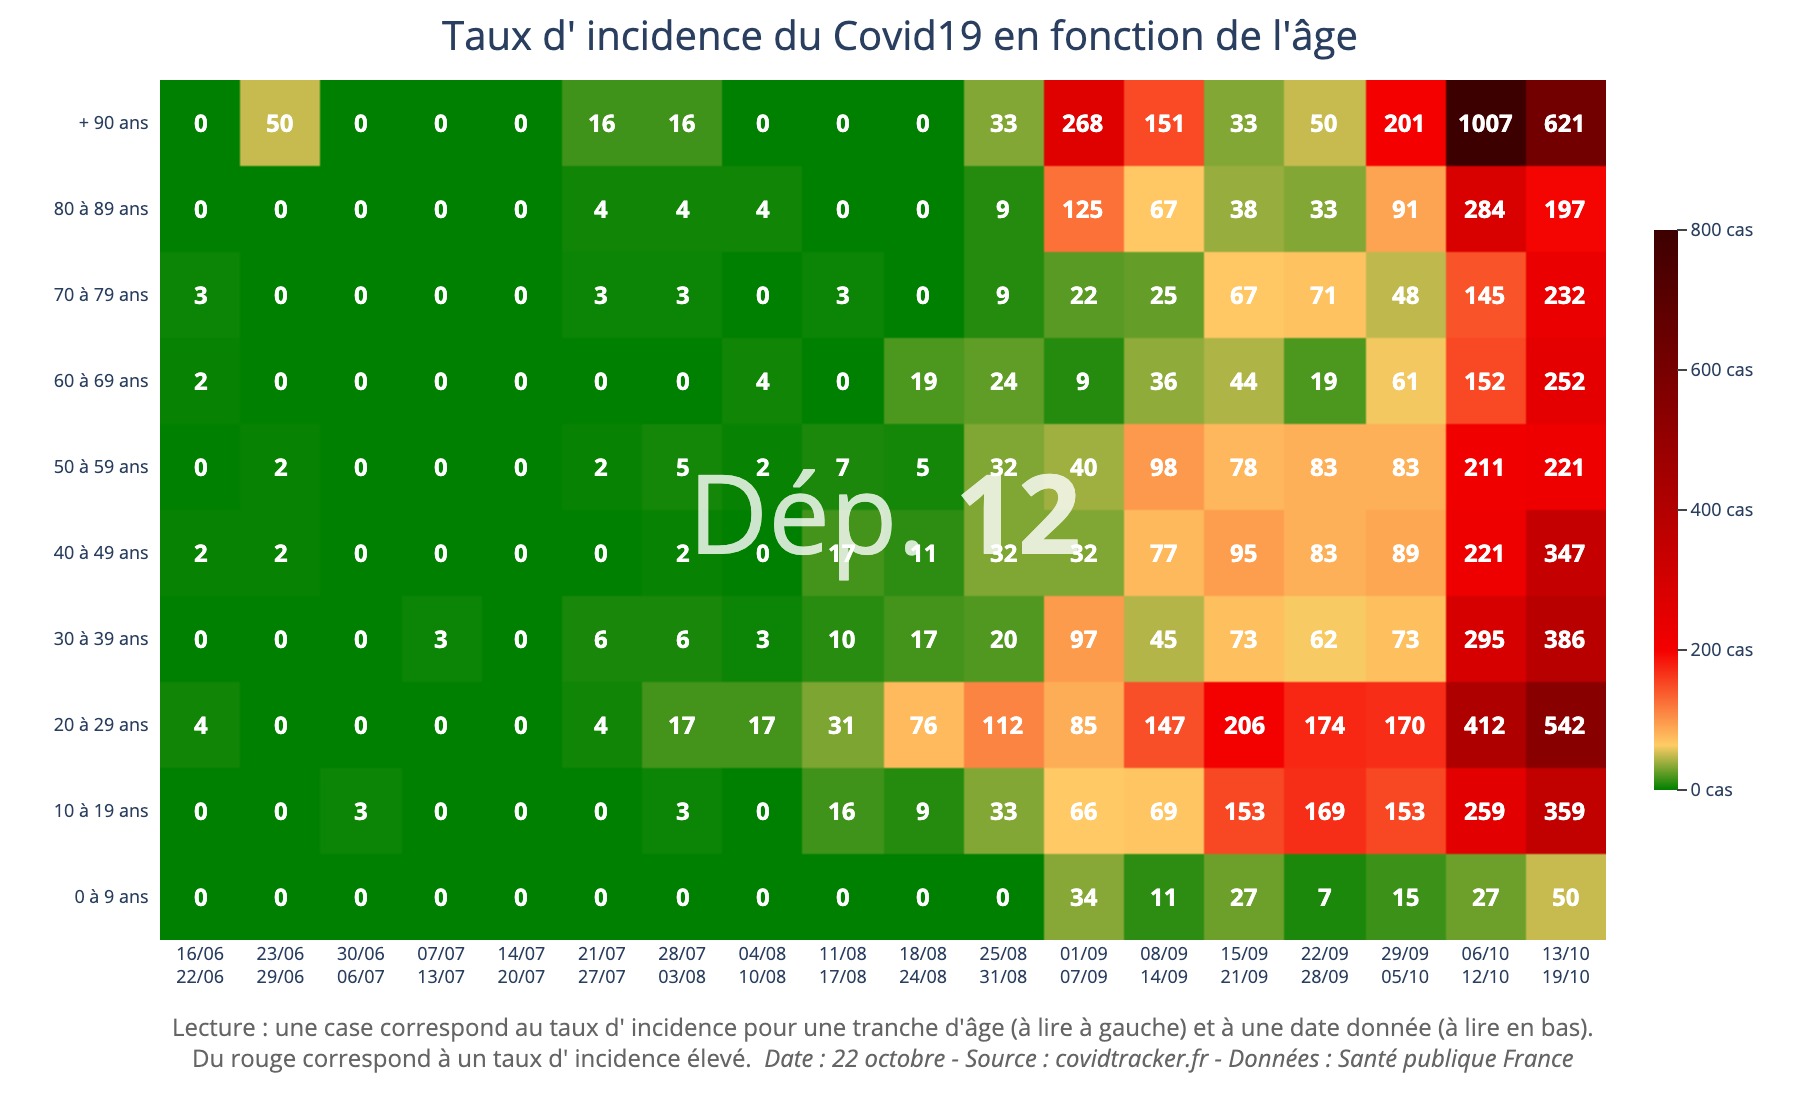 Taux d' incidence du Covid19 en fonction de l'âge
+ 90 ans 0 50 0 0 0 16 16 0 0 0 33 268 151 33 50 201 1007 621
80 à 89 ans 0 0 0 0 0 4 4 4 0 0 9 125 67 38 33 91 284 197
70 à 79 ans 3 0 0 0 0 3 3 0 3 0 9 22 25 67 71 48 145 232
60 à 69 ans 2 0 0 0 0 0 0 4 0 19 24 9 36 44 19 61 152 252
50 à 59 ans 0 2 0 0 0 2 5 2 7 5 32 40 98 78 83 83 211 221
Dép. 12
40 à 49 ans 2 2 0 0 0 0 2 0 17 11 32 32 77 95 83 89 221 347
30 à 39 ans 0 0 0 3 0 6 6 3 10 17 20 97 45 73 62 73 295 386
20 à 29 ans 4 0 0 0 0 4 17 17 31 76 112 85 147 206 174 170 412 542
10 à 19 ans 0 0 3 0 0 0 3 0 16 9 33 66 69 153 169 153 259 359
0 à 9 ans 0 0 0 0 0 0 0 0 0 0 0 34 11 27 7 15 27 50
16/06 23/06 30/06 07/07 14/07 21/07 28/07 04/08 11/08 18/08 25/08 01/09 08/09 15/09 22/09 29/09 06/10 13/10
22/06 29/06 06/07 13/07 20/07 27/07 03/08 10/08 17/08 24/08 31/08 07/09 14/09 21/09 28/09 05/10 12/10 19/10
800 cas
600 cas
400 cas
200 cas
0 cas
Lecture : une case correspond au taux d' incidence pour une tranche d'âge (à lire à gauche) et à une date donnée (à lire en bas).
Du rouge correspond à un taux d' incidence élevé. Date : 22 octobre - Source : covidtracker.fr - Données : Santé publique France